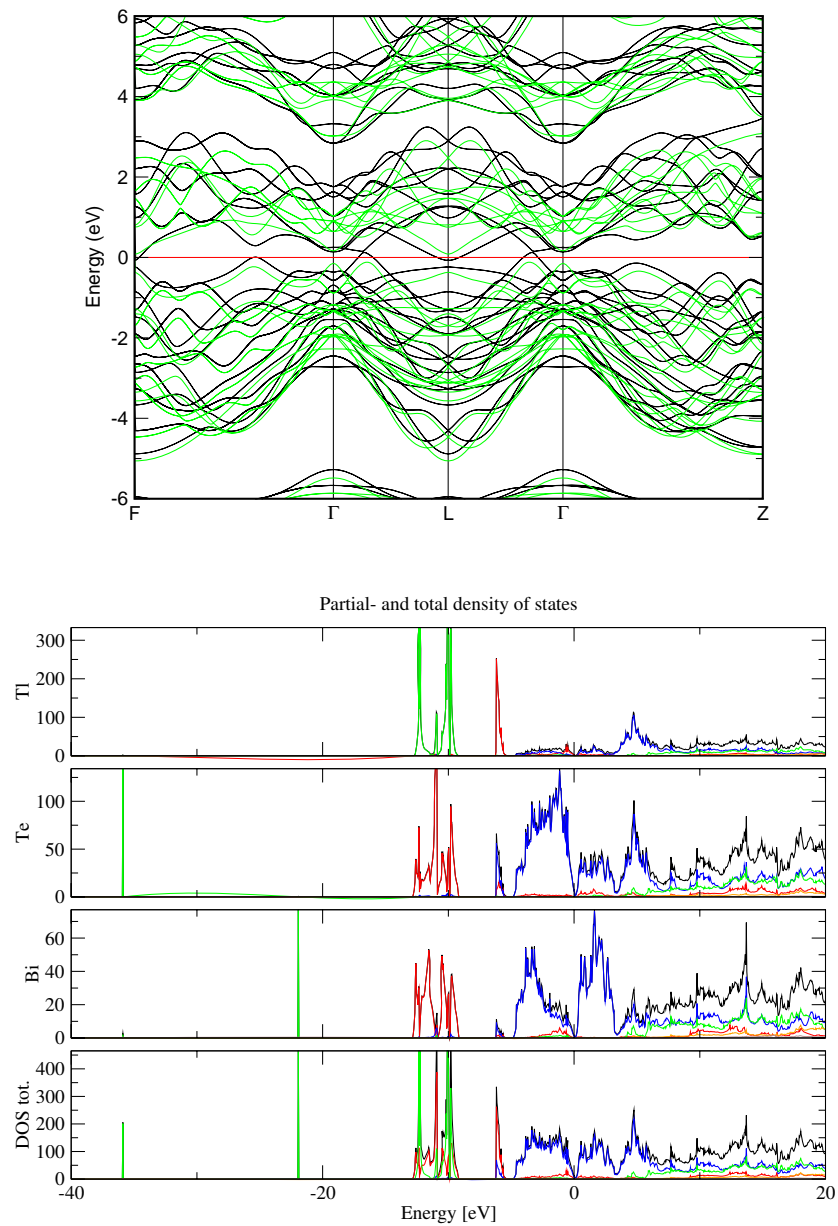 6
4
2
0
-2
-4
-6
Energy (eV)
F Γ L Γ Z
Partial- and total density of states
300
200
100
0
Tl
100
50
0
Te
60
40
20
0
Bi
400
300
200
100
0
DOS tot.
-40 -20 0 20
Energy [eV]